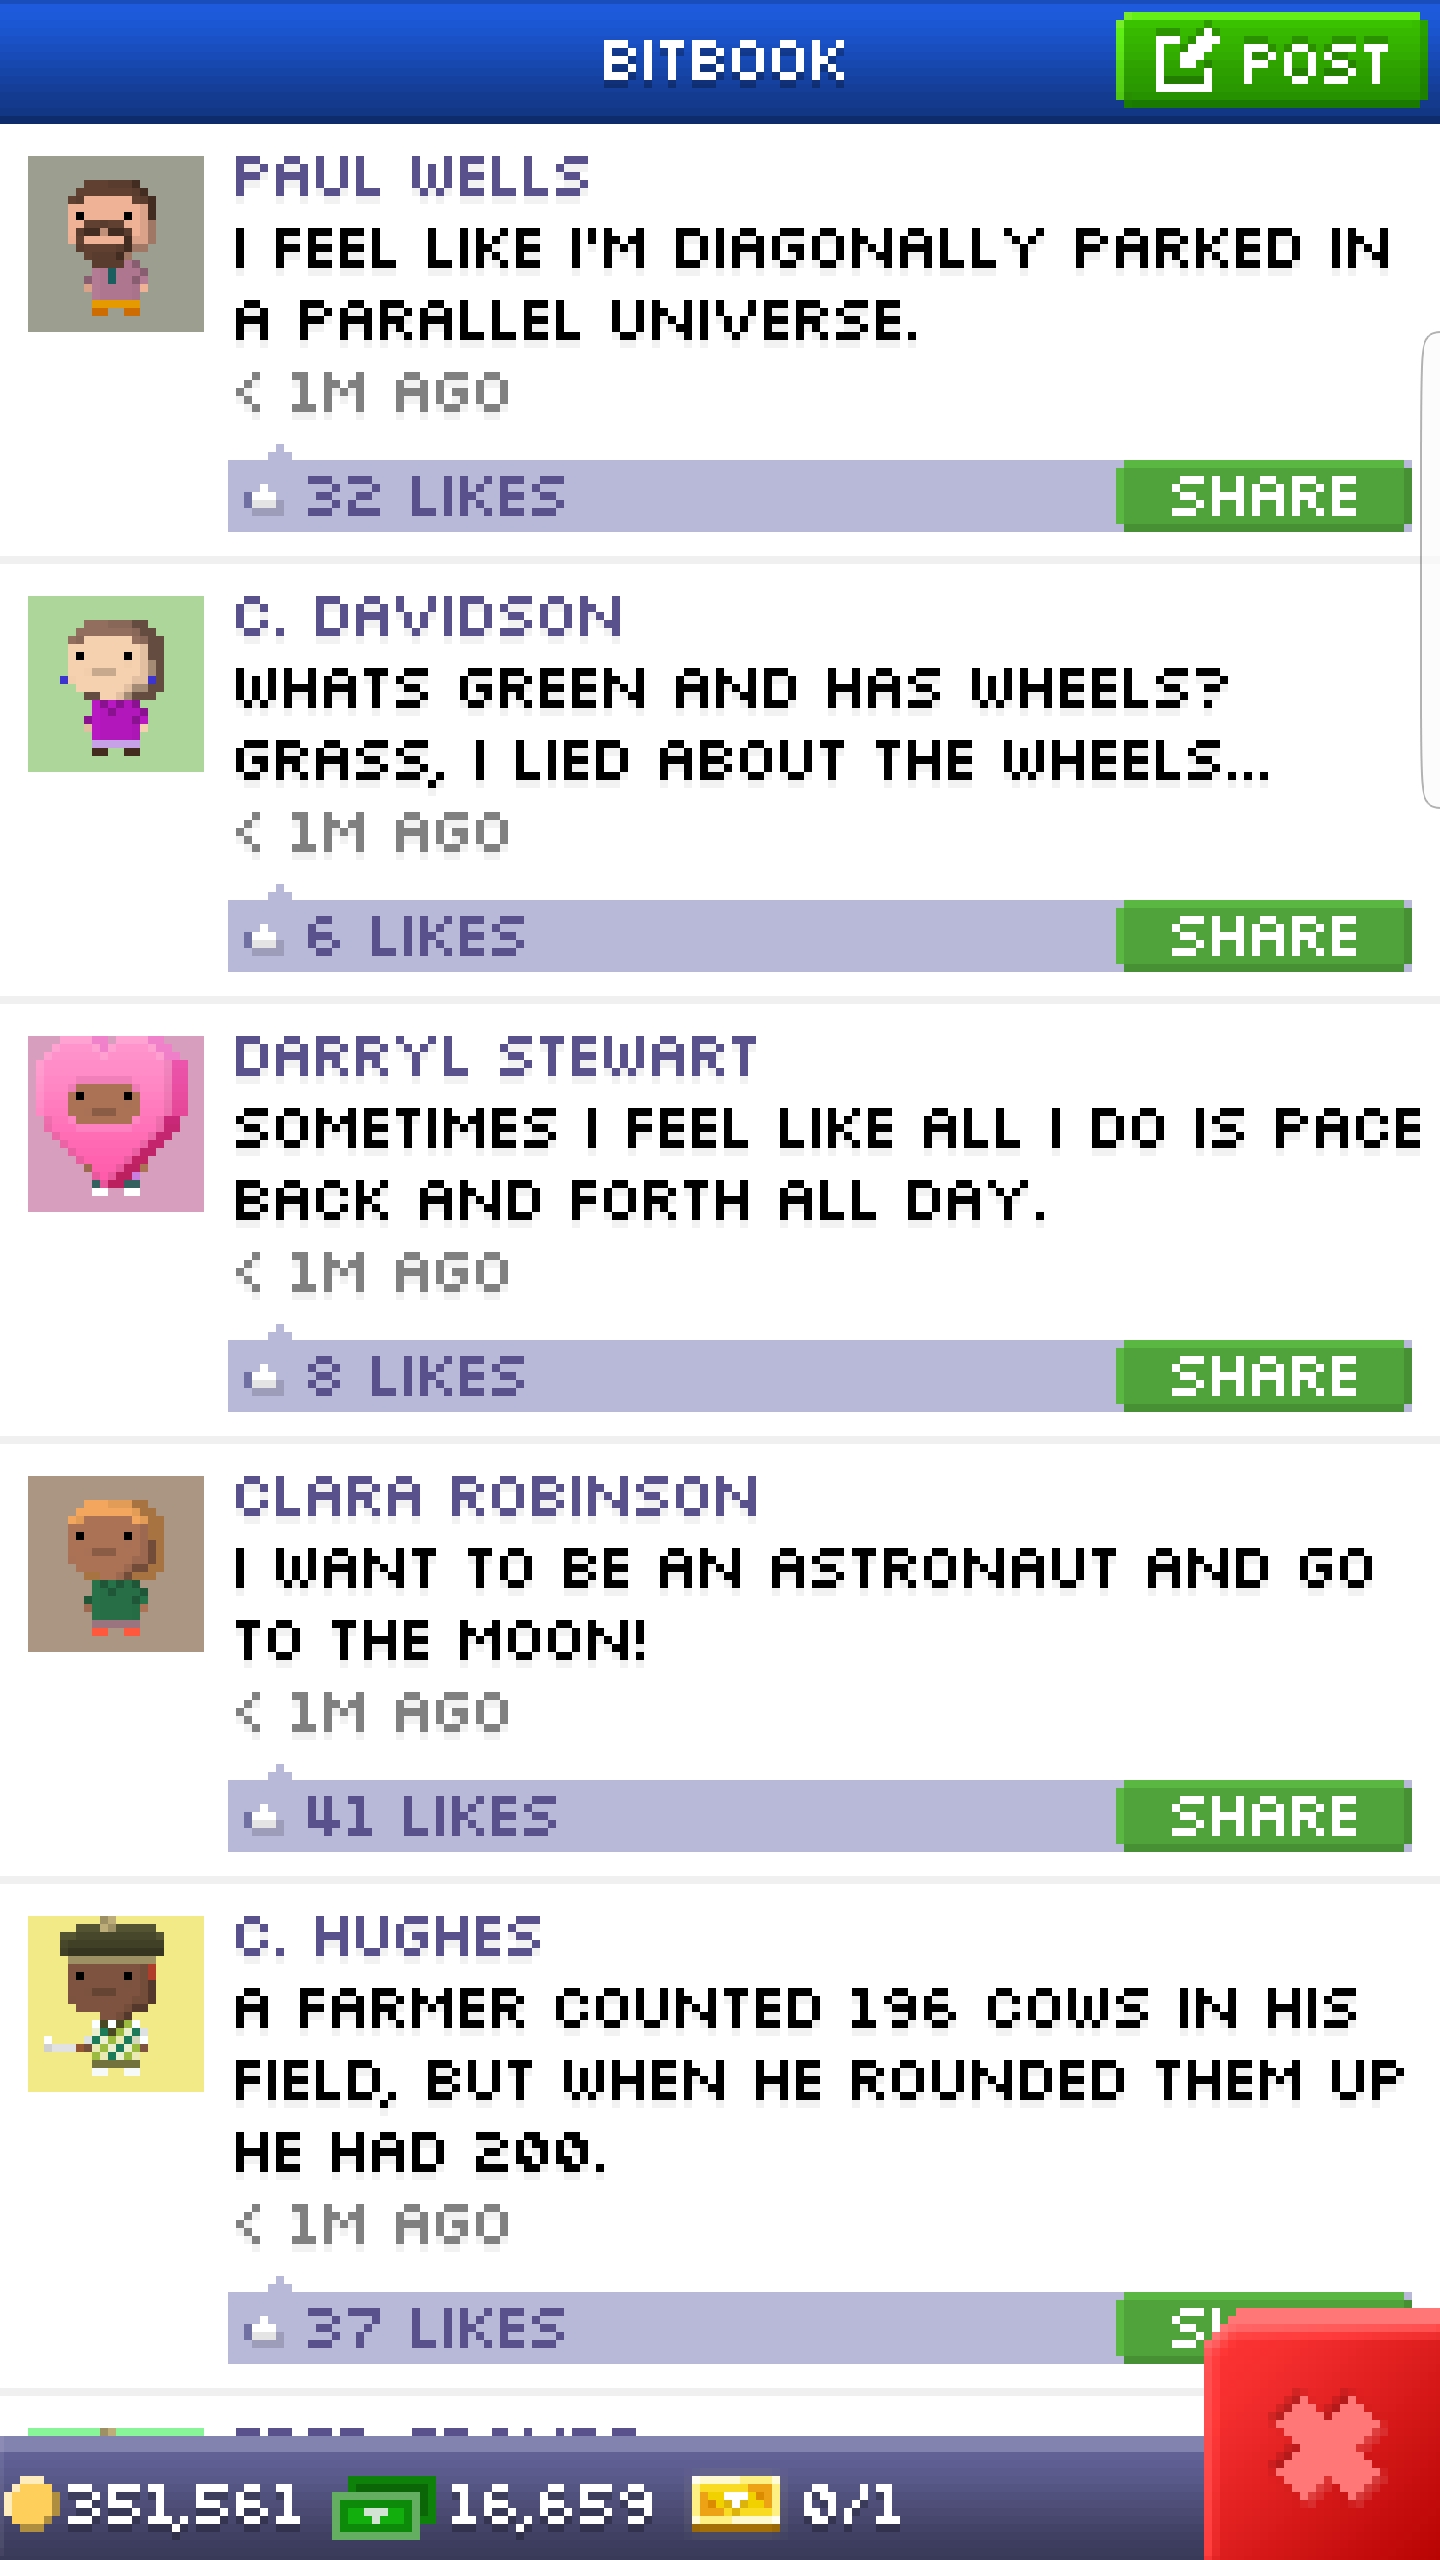 BITBOOK
POST
PAUL WELLS
I FEEL LIKE I'M DIAGONALLY PARKED IN
A PARALLEL UNIVERSE.
< 1M AGO
32 LIKES
SHARE
C. DAVIDSON
WHATS GREEN AND HAS WHEELS?
GRASS, I LIED ABOUT THE WHEELS...
< 1M AGO
6 LIKES
SHARE
DARRYL STEWART
SOMETIMES I FEEL LIKE ALL I DO IS PACE
BACK AND FORTH ALL DAY.
< 1M AGO
8 LIKES
SHARE
CLARA ROBINSON
I WANT TO BE AN ASTRONAUT AND GO
TO THE MOON!
< 1M AGO
41 LIKES
SHARE
C. HUGHES
A FARMER COUNTED 196 COWS IN HIS
FIELD, BUT WHEN HE ROUNDED THEM UP
HE HAD 200.
< 1M AGO
37 LIKES
351,561
16,659
0/1